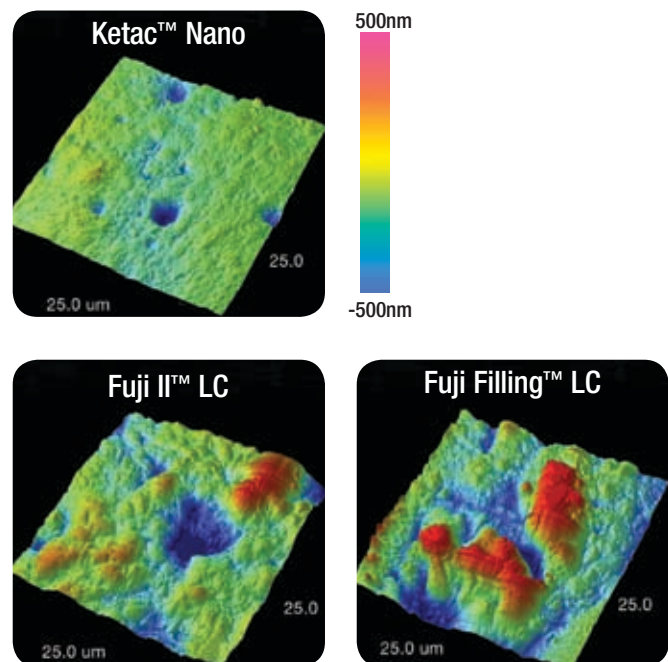 Ketac™ Nano
25.0 um
25.0
500nm
-500nm
Fuji II™ LC
25.0 um
25.0
Fuji Filling™ LC
25.0 um
25.0